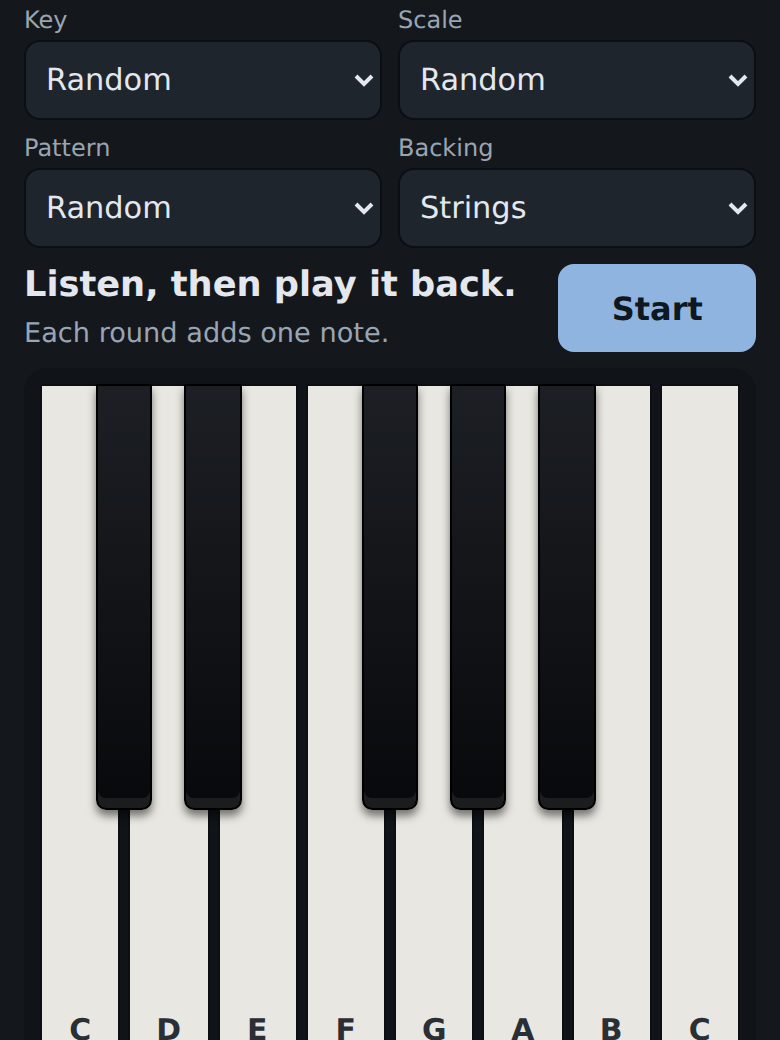 Key Scale
Random Random
Pattern Backing
Random Strings
Listen, then play it back.
Start
Each round adds one note.
C D E F G A B C